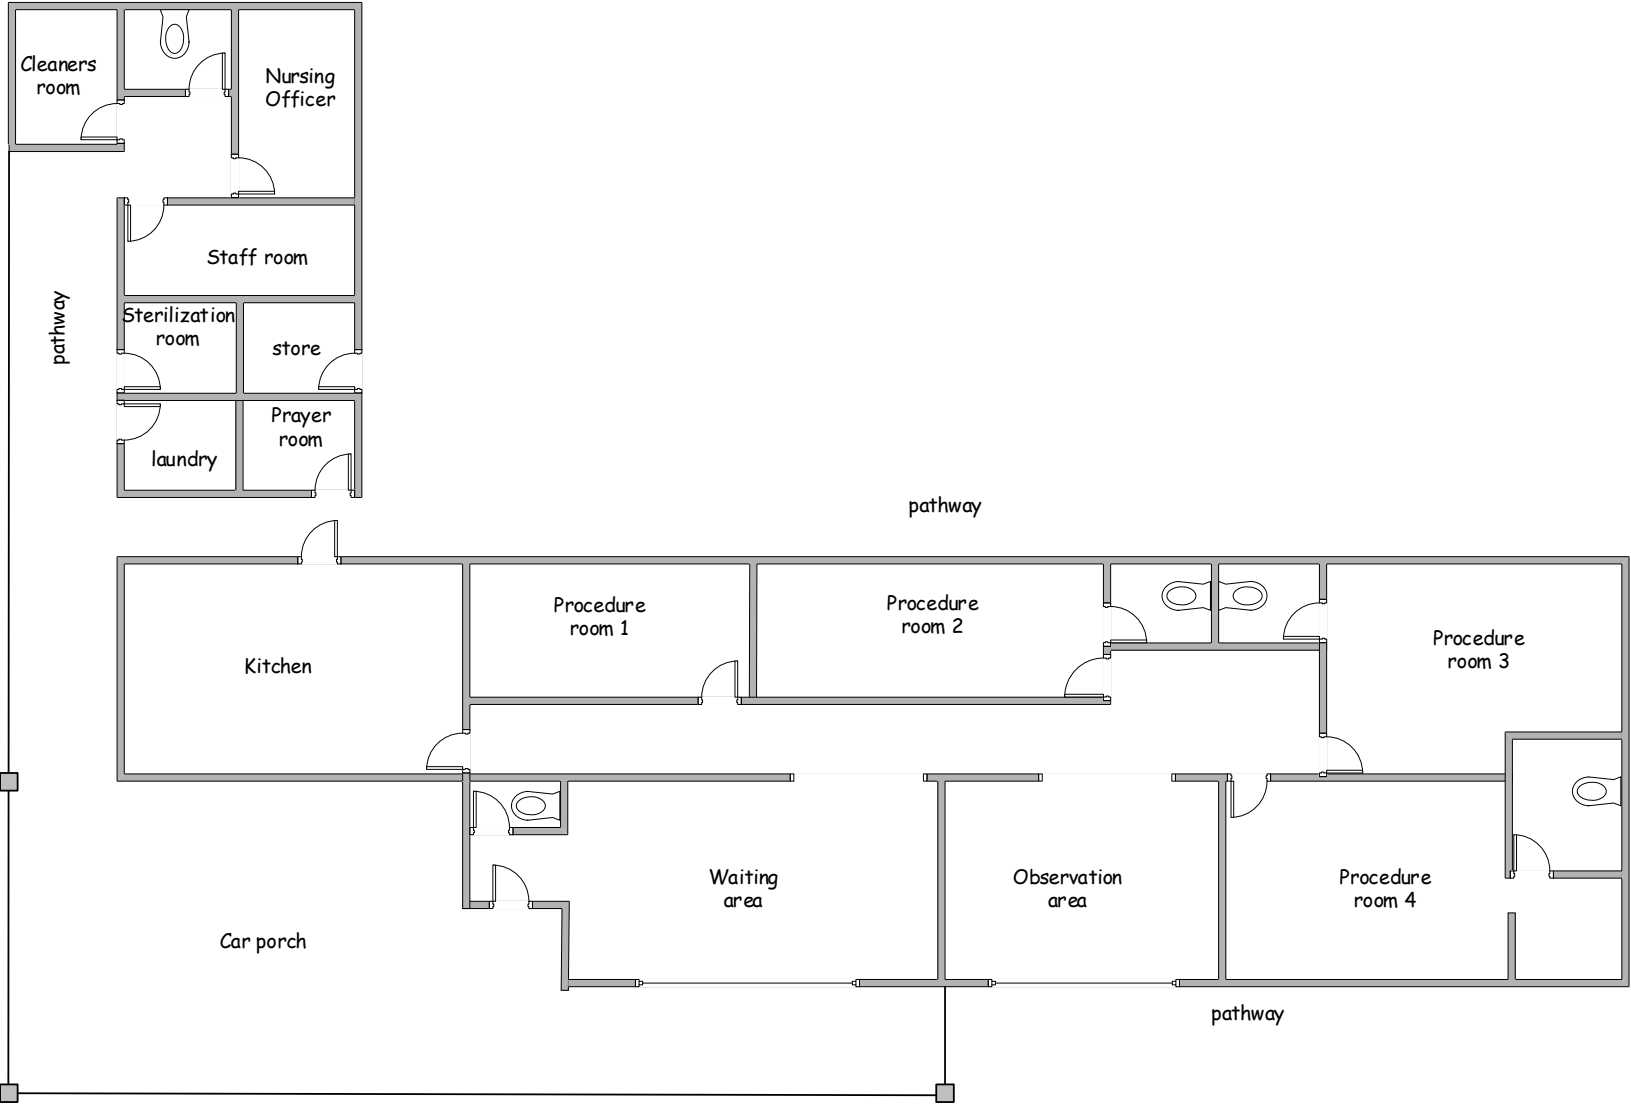 Cleaners
room
Nursing
Officer
Staff room
Sterilization
room
store
pathway
Prayer
room
laundry
pathway
Procedure
room 1
Procedure
room 2
Procedure
room 3
Kitchen
Waiting
area
Observation
area
Procedure
room 4
Car porch
pathway